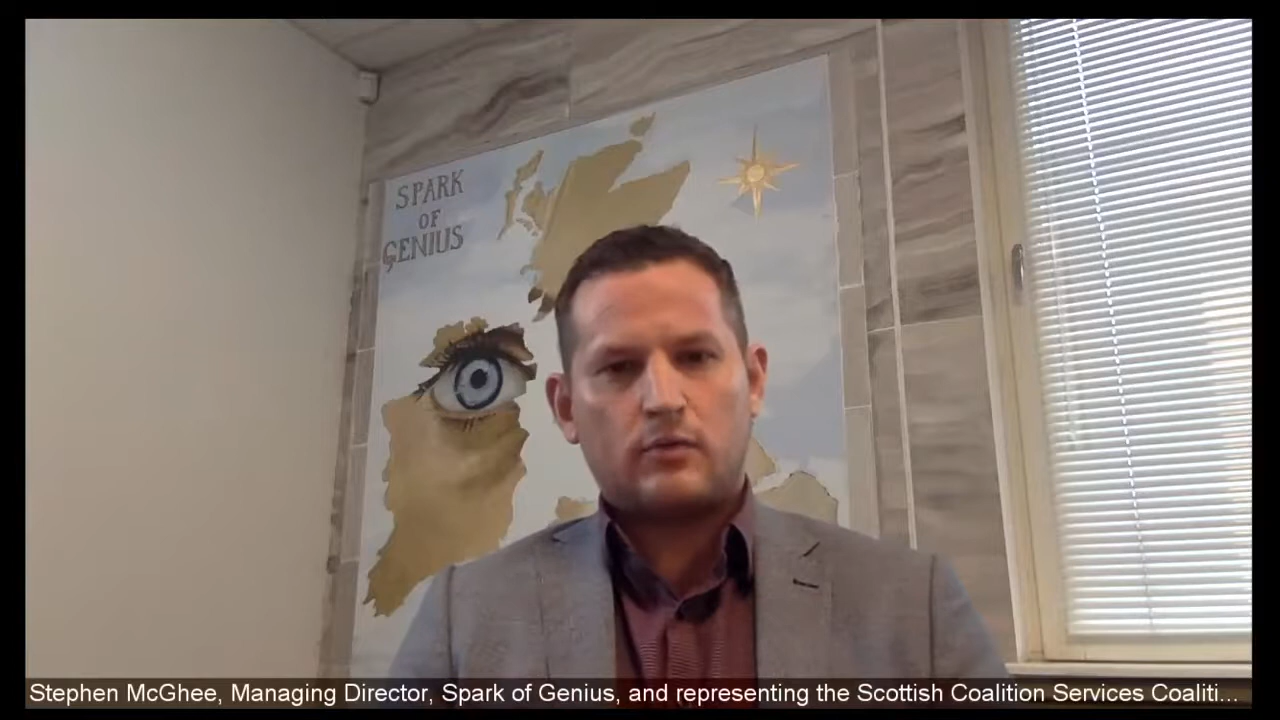 SPARK
OF
GENIUS
Stephen McGhee, Managing Director, Spark of Genius, and representing the Scottish Coalition Services Coaliti...